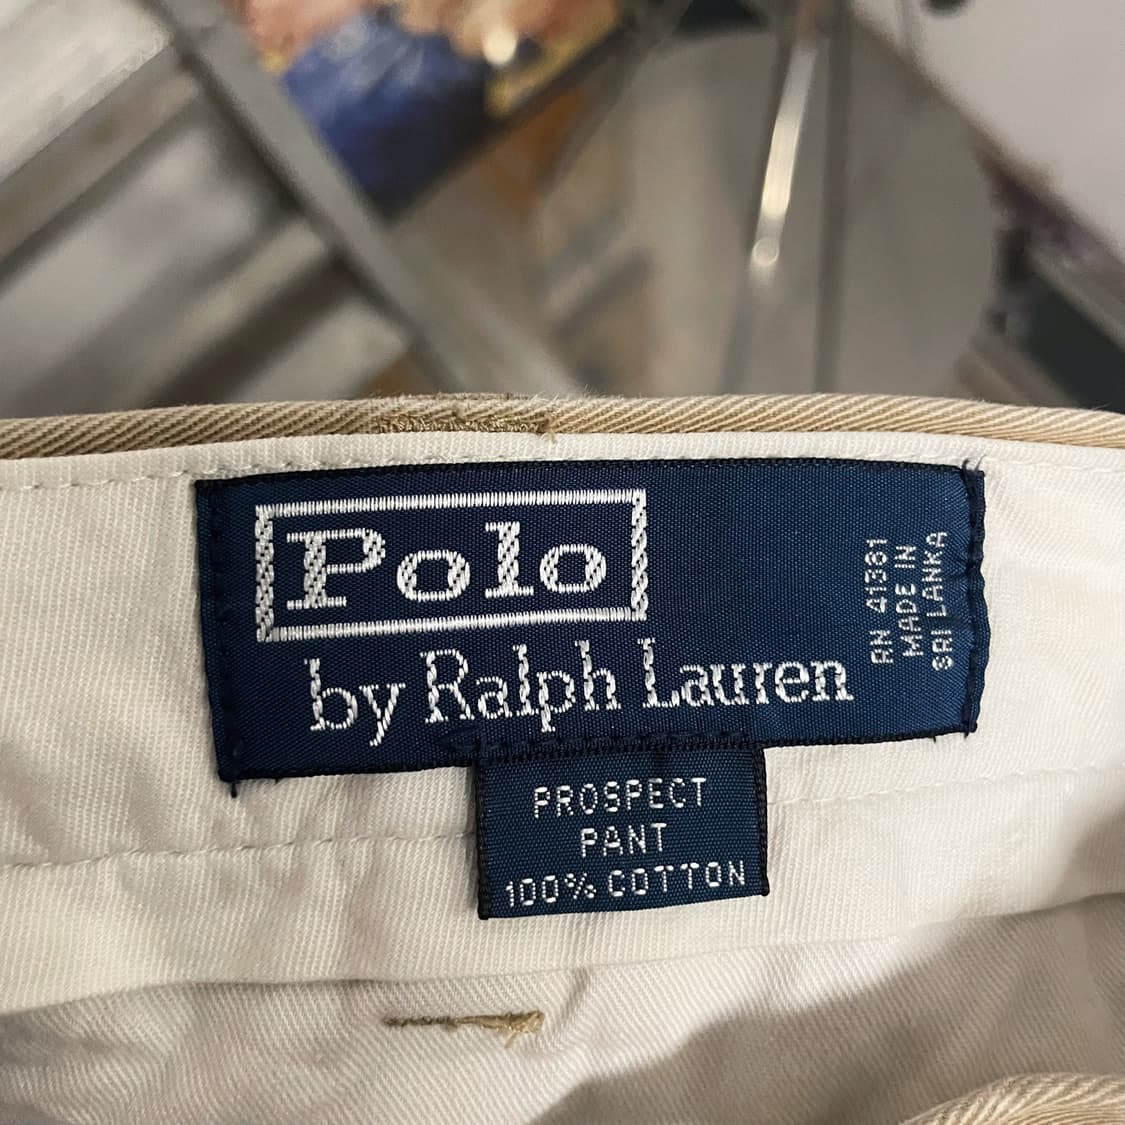 Polo
by Ralph Lauren
RN 41381
MADE IN
SRI LANKA
PROSPECT
PANT
100% COTTON